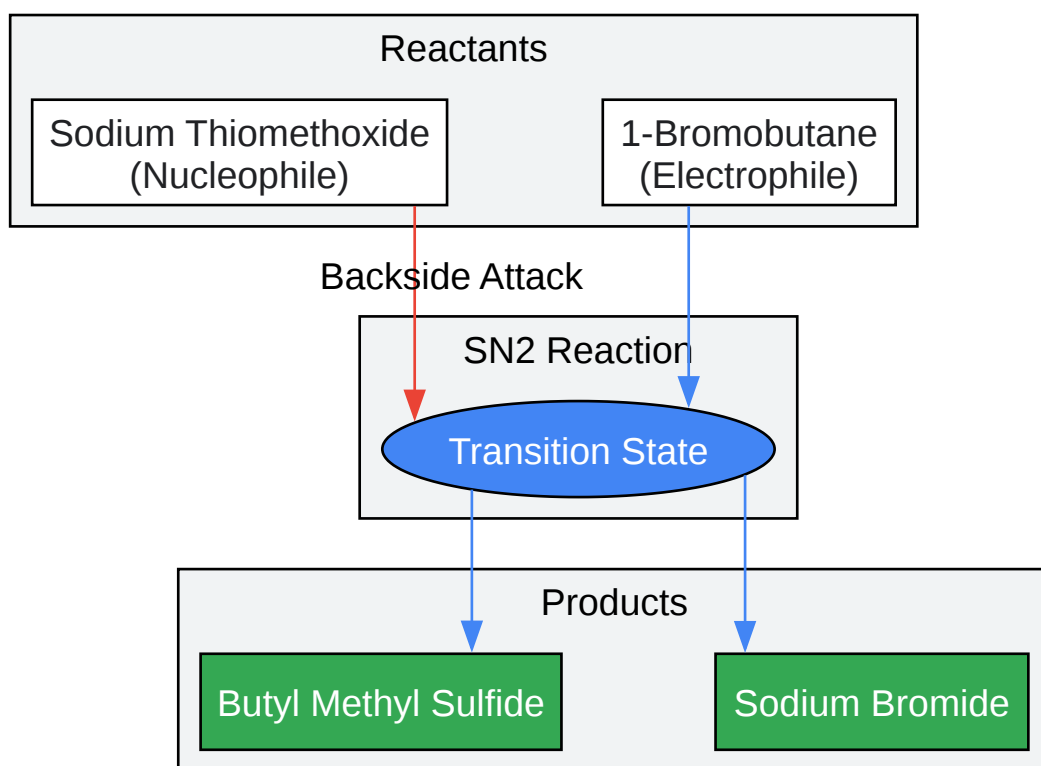 Reactants
Sodium Thiomethoxide
(Nucleophile)
1-Bromobutane
(Electrophile)
Backside Attack
SN2 Reaction
Transition State
Products
Butyl Methyl Sulfide
Sodium Bromide